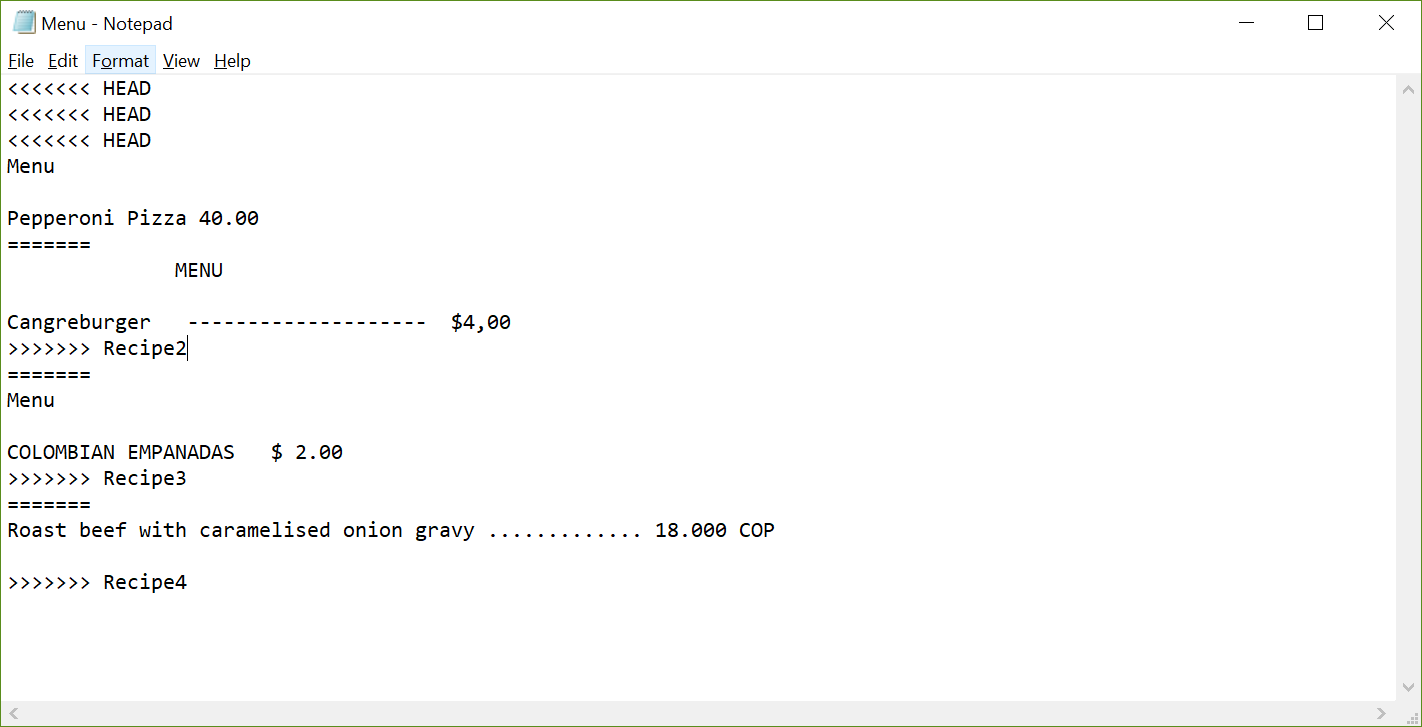 Menu - Notepad
File Edit Format View Help
<<<<<<< HEAD
<<<<<<< HEAD
<<<<<<< HEAD
Menu

Pepperoni Pizza 40.00
=======
              MENU

Cangreburger   --------------------  $4,00
>>>>>>> Recipe2
=======
Menu

COLOMBIAN EMPANADAS   $ 2.00
>>>>>>> Recipe3
=======
Roast beef with caramelised onion gravy ............. 18.000 COP

>>>>>>> Recipe4